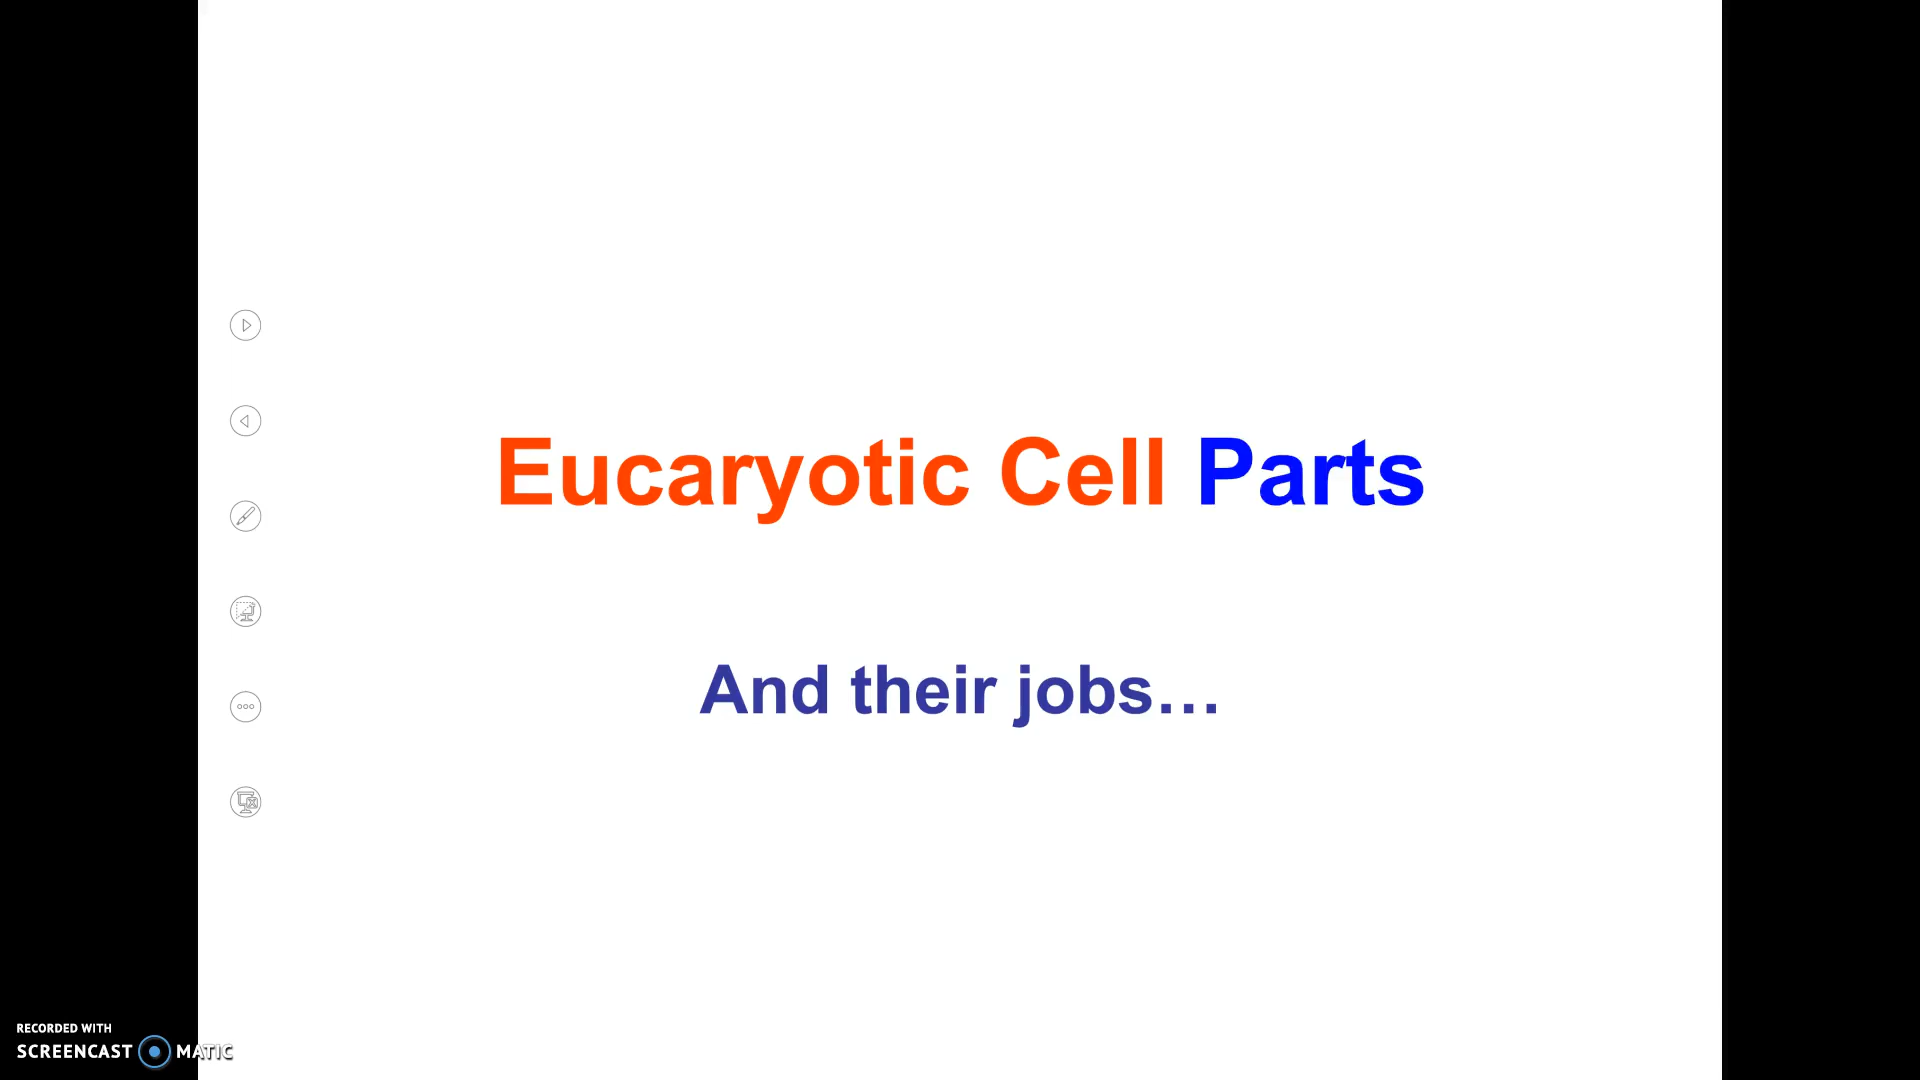 Eucaryotic Cell Parts
And their jobs…
RECORDED WITH
SCREENCAST MATIC